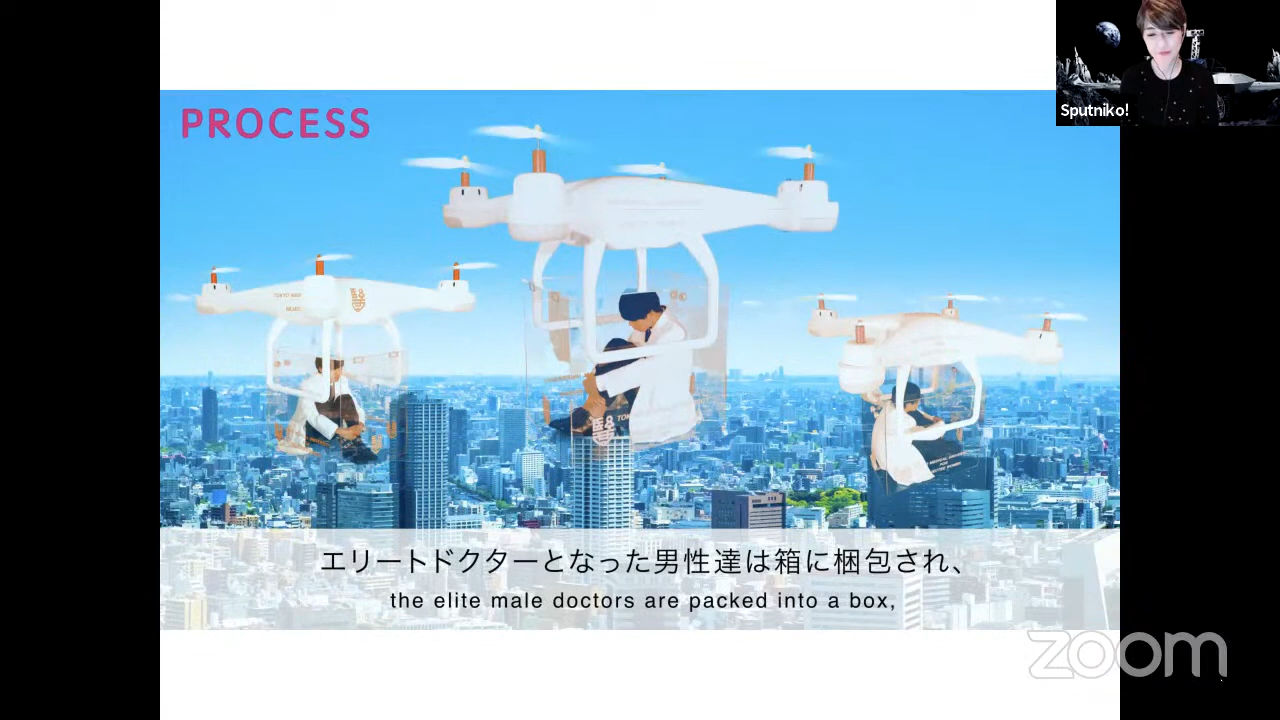 PROCESS
Sputniko!
エリートドクターとなった男性達は箱に梱包され、
the elite male doctors are packed into a box,
zoom